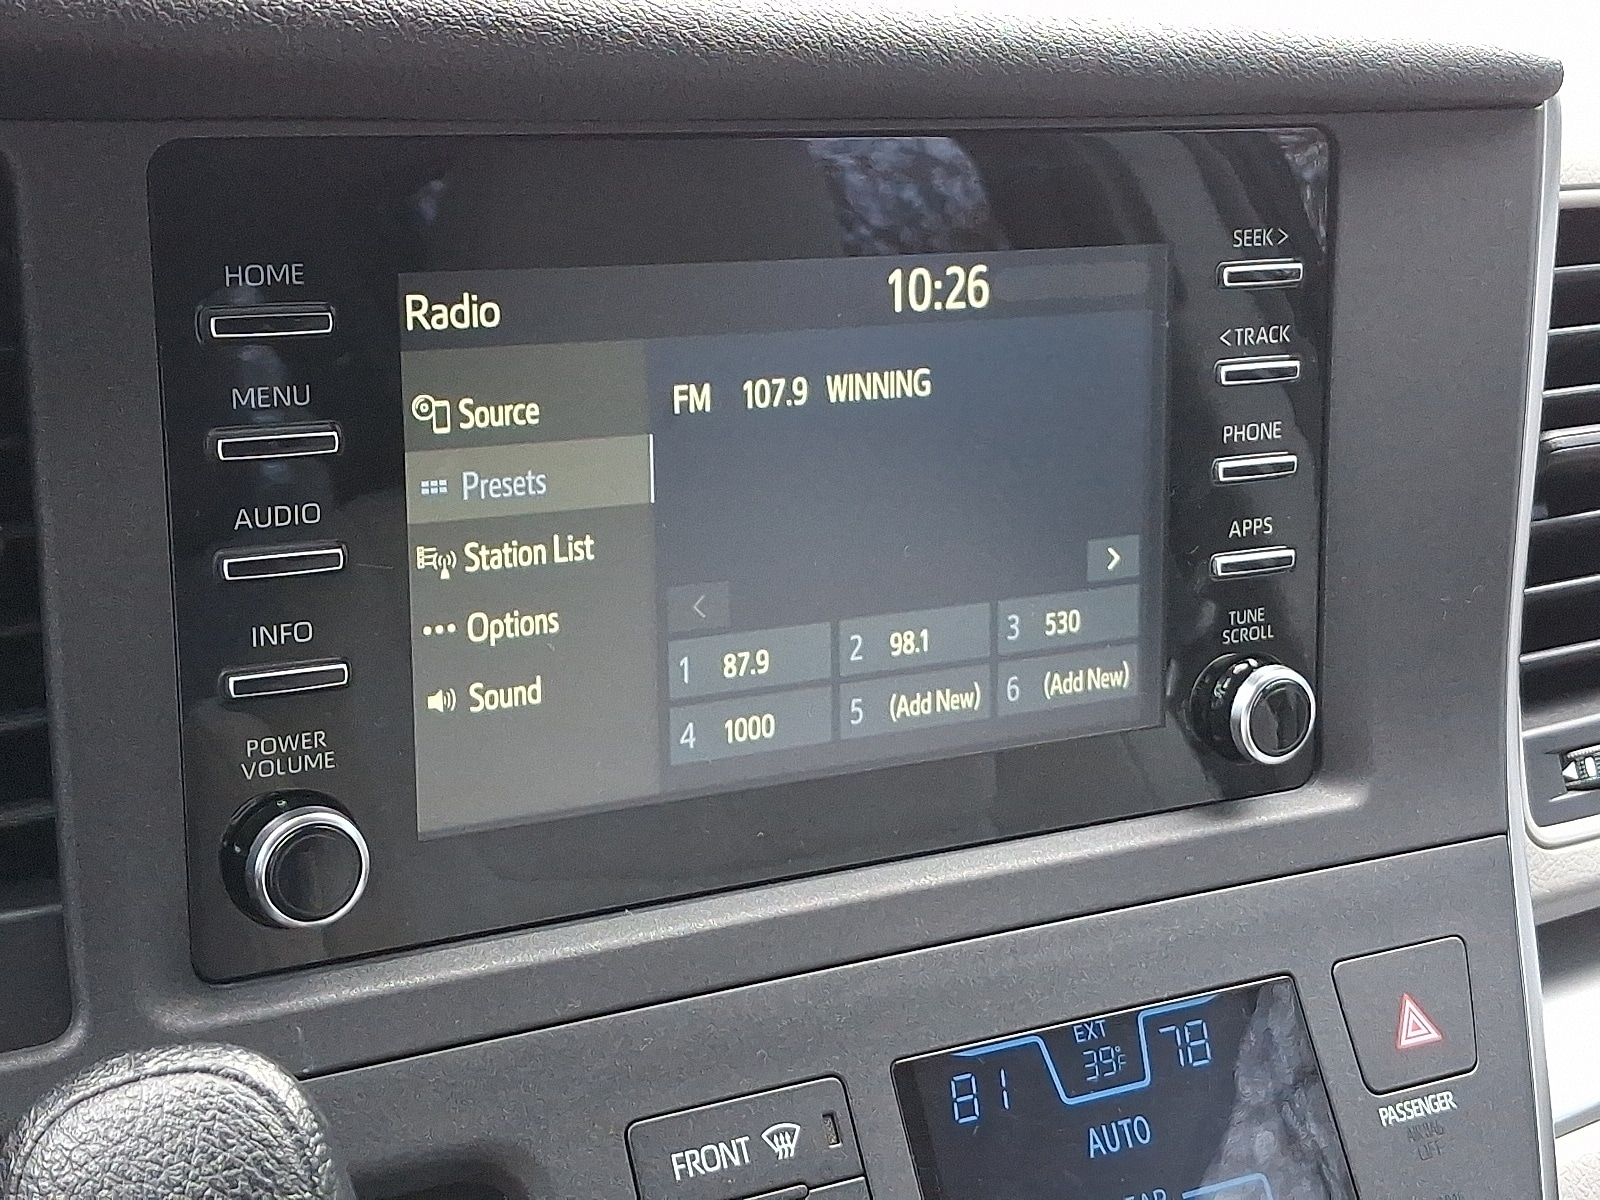 HOME
MENU
AUDIO
INFO
POWER
VOLUME
Radio
10:26
Source
Presets
Station List
Options
Sound
FM 107.9 WINNING
>
<
1 87.9
2 98.1
3 530
4 1000
5 (Add New)
6 (Add New)
SEEK >
< TRACK
PHONE
APPS
TUNE
SCROLL
FRONT
81
EXT
39°F
78
AUTO
PASSENGER
AIRBAG
OFF